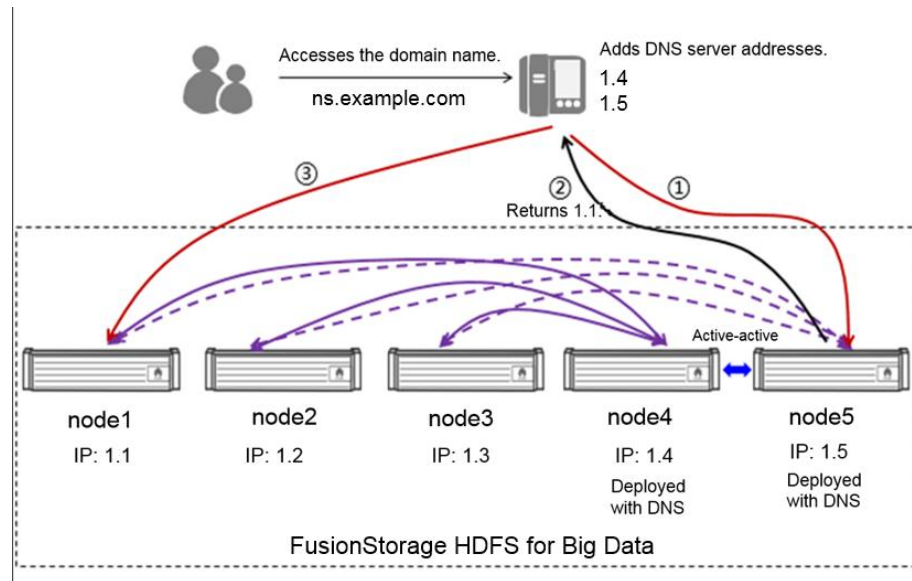 Accesses the domain name.
ns.example.com
Adds DNS server addresses.
1.4
1.5
③
②
①
Returns 1.1.
Active-active
node1
IP: 1.1
node2
IP: 1.2
node3
IP: 1.3
node4
IP: 1.4
Deployed
with DNS
node5
IP: 1.5
Deployed
with DNS
FusionStorage HDFS for Big Data